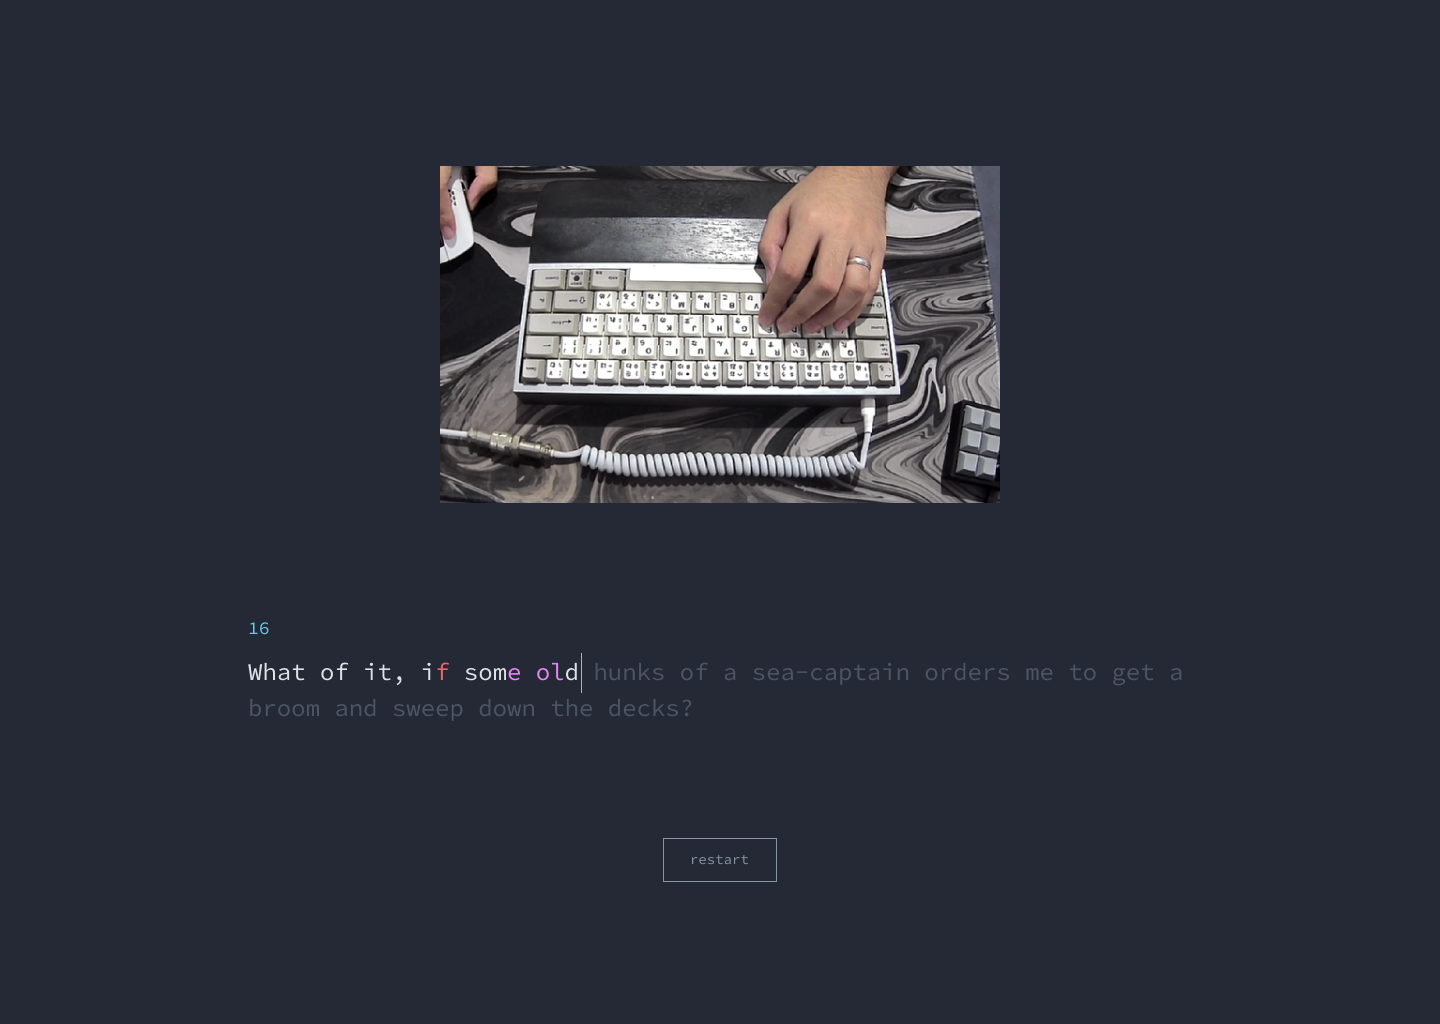 16
What of it, if some old hunks of a sea-captain orders me to get a
broom and sweep down the decks?
restart